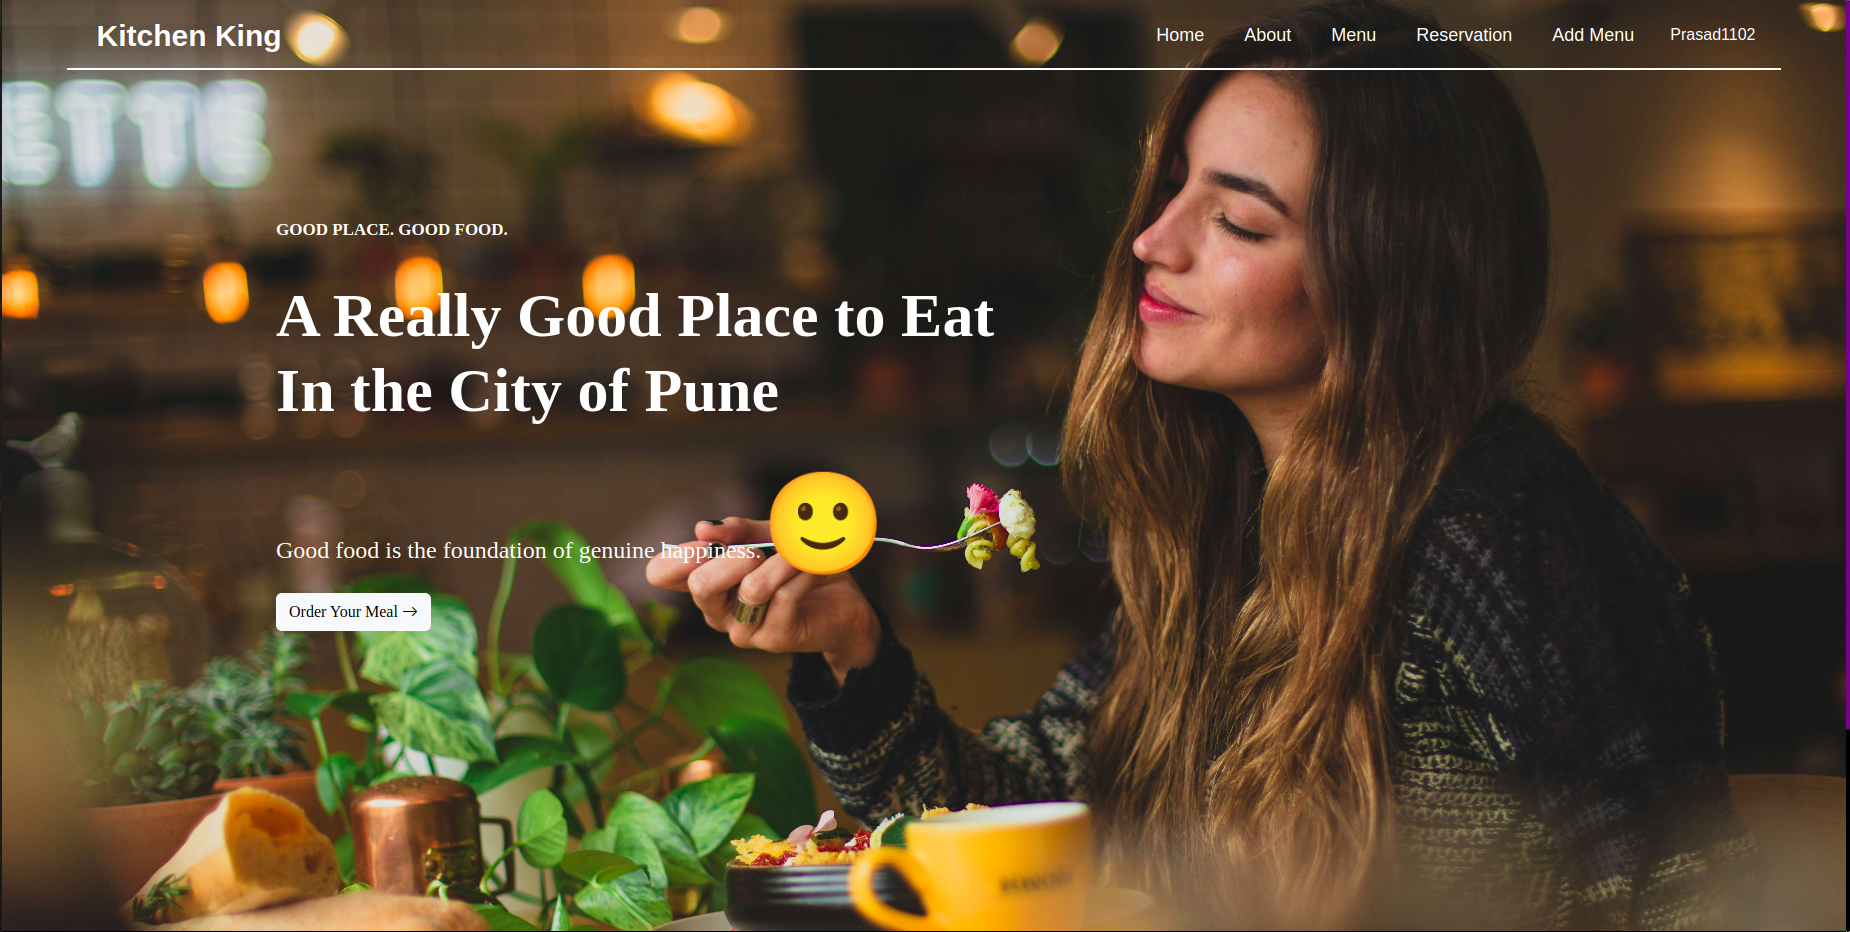 Kitchen King
Home About Menu Reservation Add Menu Prasad1102
ETTE
GOOD PLACE. GOOD FOOD.
A Really Good Place to Eat
In the City of Pune
Good food is the foundation of genuine happiness.
Order Your Meal →